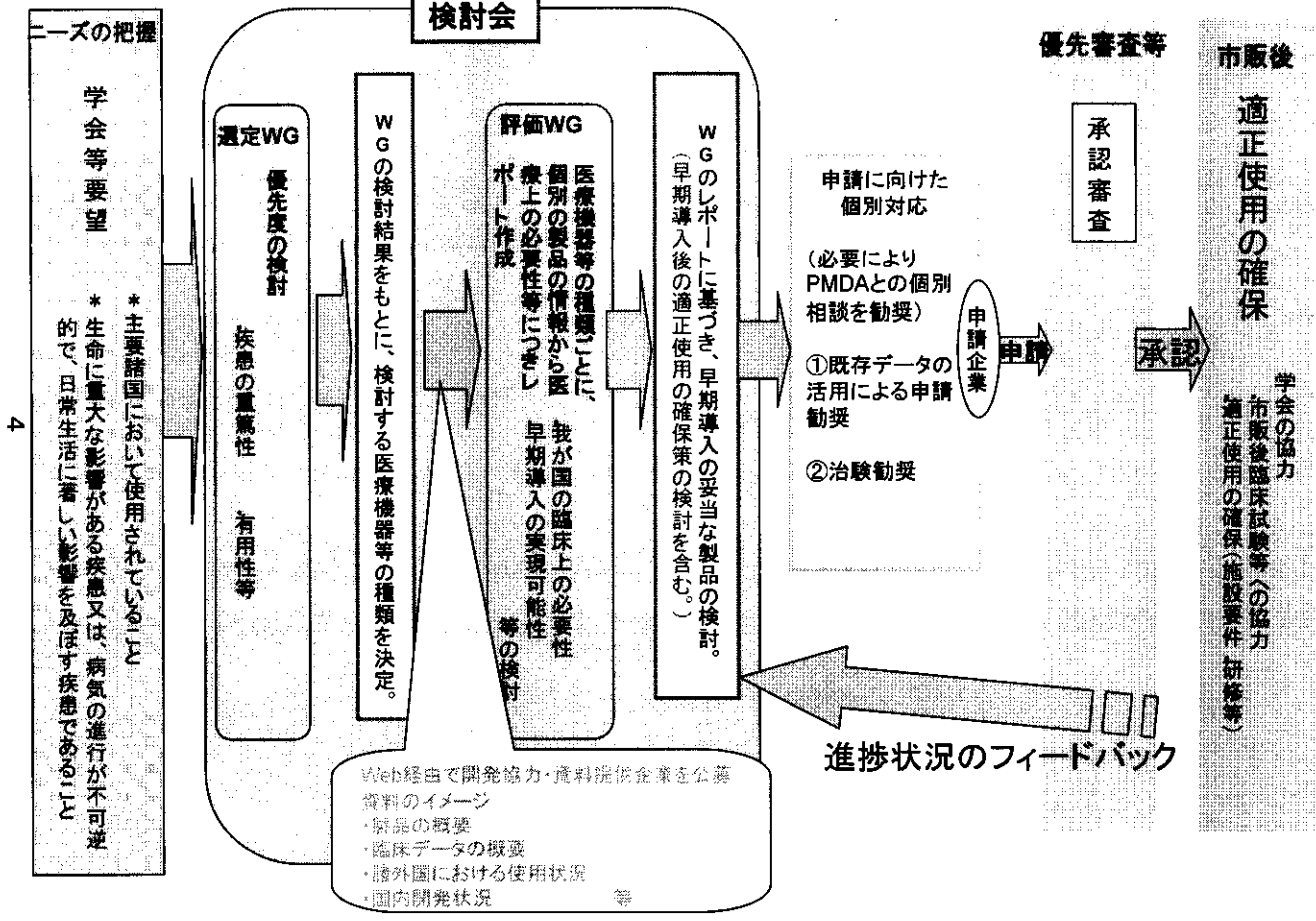 検討会
ニーズの把握
学会等要望
*主要諸国において使用されていること
*生命に重大な影響がある疾患又は、病気の進行が不可逆
的で、日常生活に著しい影響を及ぼす疾患であること
選定WG
優先度の検討
・疾患の重篤性
・有用性等
WGの検討結果をもとに、検討する医療機器等の種類を決定。
評価WG
医療機器等の種類ごとに、
個別の製品の情報から医
療上の必要性等につきレ
ポート作成
・我が国の臨床上の必要性
・早期導入の実現可能性
等の検討
WGのレポートに基づき、早期導入の妥当な製品の検討。
(早期導入後の適正使用の確保策の検討を含む。)
Web経由で開発協力・資料提供企業を公募
資料のイメージ
・製品の概要
・臨床データの概要
・諸外国における使用状況
・国内開発状況 等
申請に向けた
個別対応
(必要により
PMDAとの個別
相談を勧奨)
①既存データの
活用による申請
勧奨
②治験勧奨
申請企業
申請
優先審査等
承認審査
承認
市販後
適正使用の確保
学会の協力
・市販後臨床試験等への協力
・適正使用の確保(施設要件・研修等)
進捗状況のフィードバック
4